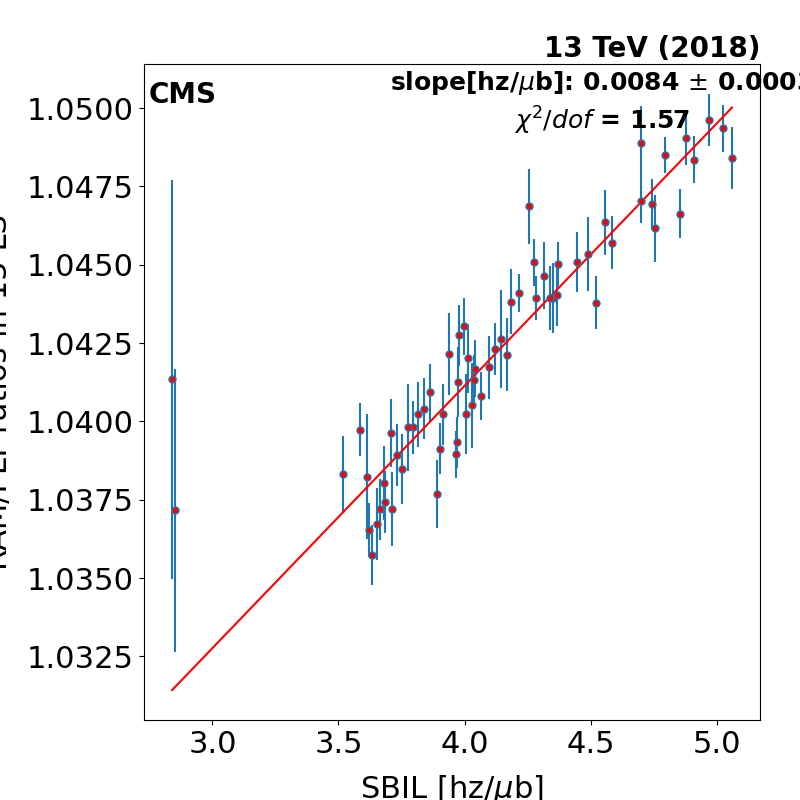 13 TeV (2018)
CMS
slope[hz/μb]: 0.0084 ± 0.0003
χ²/dof = 1.57
1.0500
1.0475
1.0450
1.0425
1.0400
1.0375
1.0350
1.0325
3.0 3.5 4.0 4.5 5.0
SBIL [hz/μb]